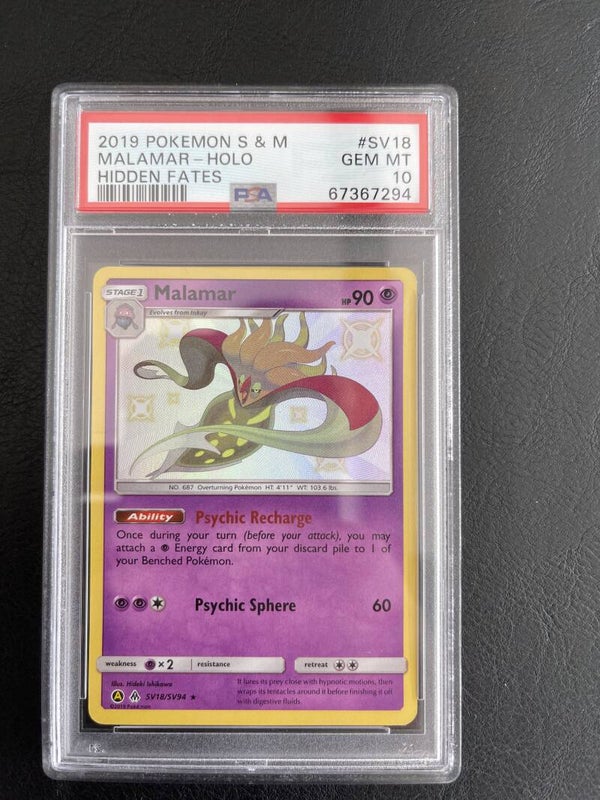 2019 POKEMON S & M #SV18
MALAMAR - HOLO GEM MT
HIDDEN FATES 10
PSA 67367294
STAGE 1 Malamar HP 90
Evolves from Inkay
NO. 687 Overturning Pokémon HT: 4'11" WT: 103.6 lbs.
Ability Psychic Recharge
Once during your turn (before your attack), you may
attach a Energy card from your discard pile to 1 of
your Benched Pokémon.
Psychic Sphere 60
weakness ×2 resistance retreat
Illus. Hideki Ishikawa
A SV18/SV94 ★
©2019 Pokémon
It lures its prey close with hypnotic motions, then
wraps its tentacles around it before finishing it off
with digestive fluids.